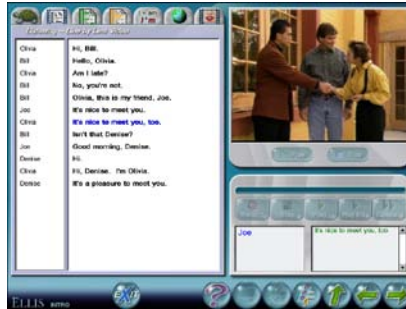 Olivia Hi, Bill.
Bill Hello, Olivia.
Olivia Am I late?
Bill No, you're not.
Bill Olivia, this is my friend, Joe.
Joe It's nice to meet you.
Olivia It's nice to meet you, too.
Bill Isn't that Denise?
Joe Good morning, Denise.
Denise Hi.
Olivia Hi, Denise. I'm Olivia.
Denise It's a pleasure to meet you.
Joe It's nice to meet you, too
ELLIS INTRO
EXIT